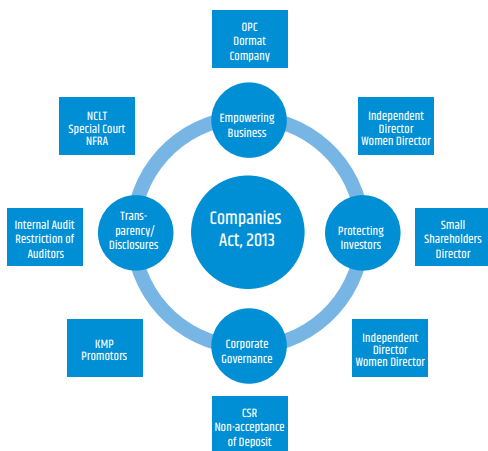 OPC
Dormat
Company
NCLT
Special Court
NFRA
Empowering
Business
Independent
Director
Women Director
Internal Audit
Restriction of
Auditors
Trans-
parency/
Disclosures
Companies
Act, 2013
Protecting
Investors
Small
Shareholders
Director
KMP
Promotors
Corporate
Governance
Independent
Director
Women Director
CSR
Non-acceptance
of Deposit